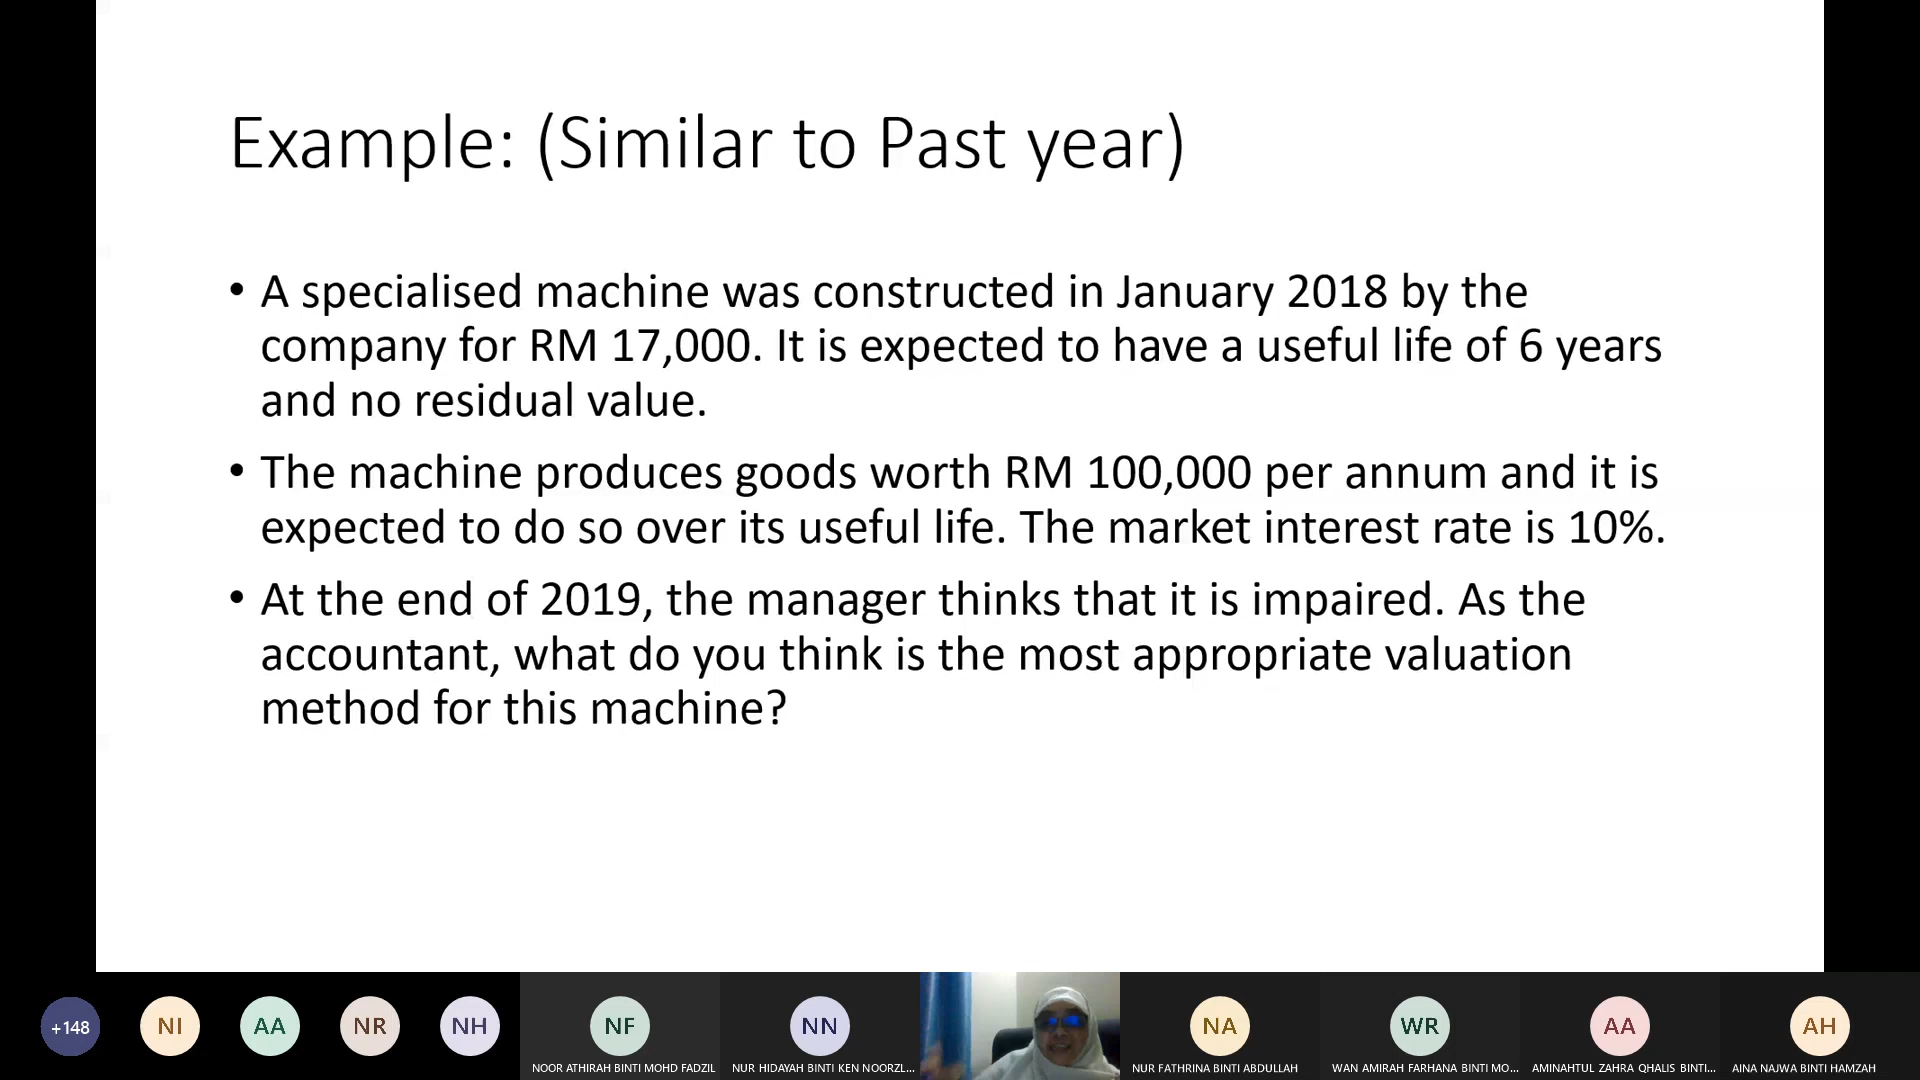 Example: (Similar to Past year)
• A specialised machine was constructed in January 2018 by the
company for RM 17,000. It is expected to have a useful life of 6 years
and no residual value.
• The machine produces goods worth RM 100,000 per annum and it is
expected to do so over its useful life. The market interest rate is 10%.
• At the end of 2019, the manager thinks that it is impaired. As the
accountant, what do you think is the most appropriate valuation
method for this machine?
+148
NI
AA
NR
NH
NF
NN
NA
WR
AA
AH
NOOR ATHIRAH BINTI MOHD FADZIL
NUR HIDAYAH BINTI KEN NOORZL...
NUR FATHRINA BINTI ABDULLAH
WAN AMIRAH FARHANA BINTI MO...
AMINAHTUL ZAHRA QHALIS BINTI...
AINA NAJWA BINTI HAMZAH